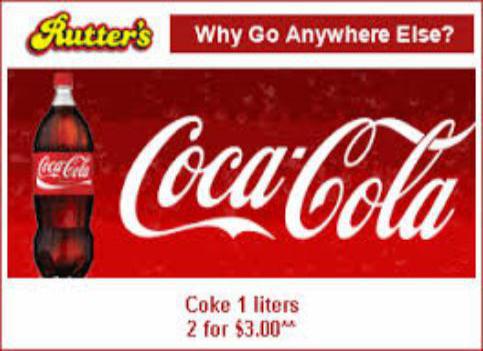 Rutter's
Why Go Anywhere Else?
Coca-Cola
Coca-Cola
Coke 1 liters
2 for $3.00^^